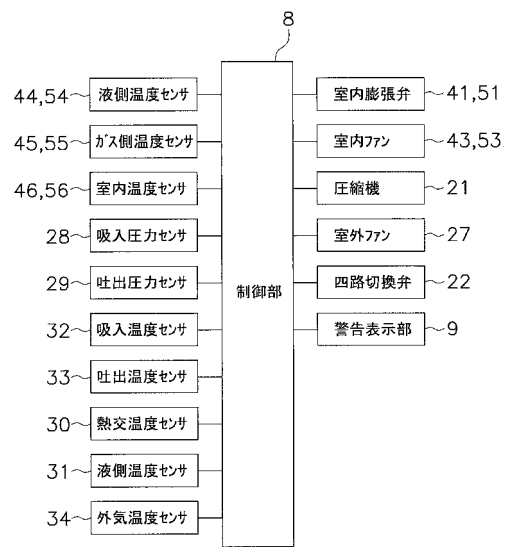 8
44,54 液側温度センサ
45,55 ガス側温度センサ
46,56 室内温度センサ
28 吸入圧力センサ
29 吐出圧力センサ
32 吸入温度センサ
33 吐出温度センサ
30 熱交温度センサ
31 液側温度センサ
34 外気温度センサ
制御部
室内膨張弁 41,51
室内ファン 43,53
圧縮機 21
室外ファン 27
四路切換弁 22
警告表示部 9